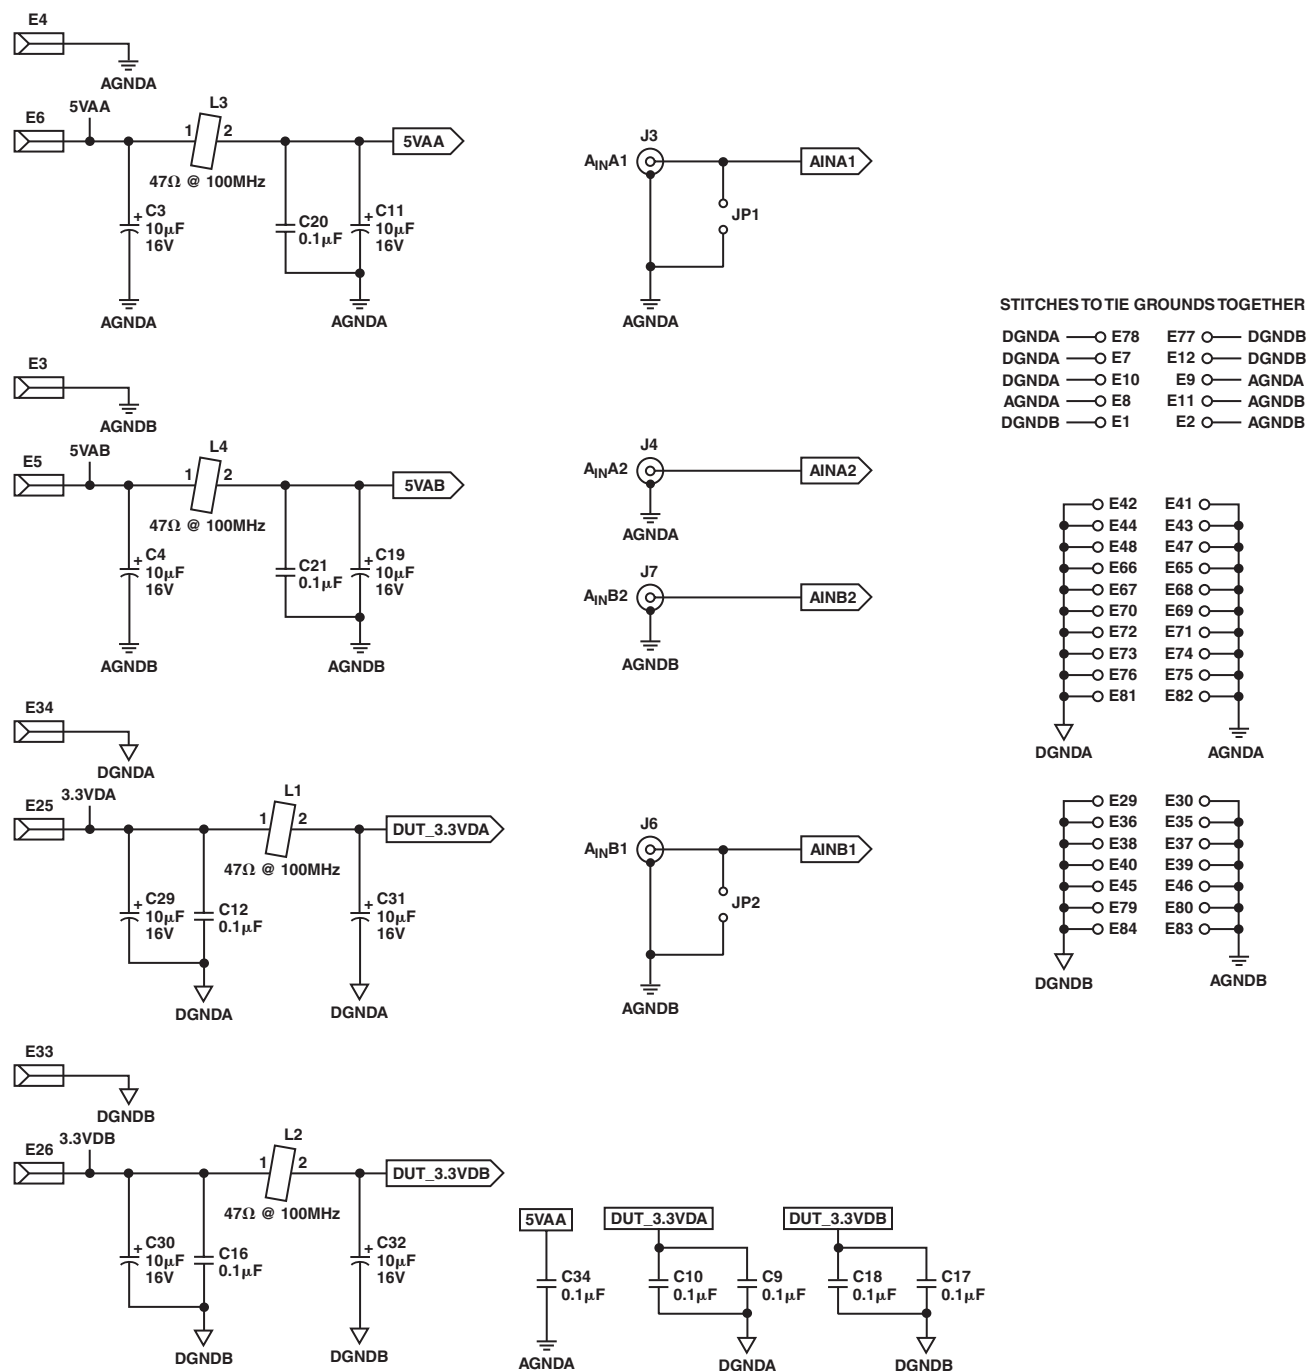 E4
AGNDA
E6
5VAA
L3
1 2
5VAA
47Ω @ 100MHz
+ C3
10μF
16V
C20
0.1μF
+ C11
10μF
16V
AGNDA
AGNDA
E3
AGNDB
E5
5VAB
L4
1 2
5VAB
47Ω @ 100MHz
+ C4
10μF
16V
C21
0.1μF
+ C19
10μF
16V
AGNDB
AGNDB
E34
DGNDA
E25
3.3VDA
L1
1 2
DUT_3.3VDA
47Ω @ 100MHz
+ C29
10μF
16V
C12
0.1μF
+ C31
10μF
16V
DGNDA
DGNDA
E33
DGNDB
E26
3.3VDB
L2
1 2
DUT_3.3VDB
47Ω @ 100MHz
+ C30
10μF
16V
C16
0.1μF
+ C32
10μF
16V
DGNDB
DGNDB
J3
AINA1
AINA1
JP1
AGNDA
J4
AINA2
AINA2
AGNDA
J7
AINB2
AINB2
AGNDB
J6
AINB1
AINB1
JP2
AGNDB
5VAA
C34
0.1μF
AGNDA
DUT_3.3VDA
C10
0.1μF
C9
0.1μF
DGNDA
DUT_3.3VDB
C18
0.1μF
C17
0.1μF
DGNDB
STITCHES TO TIE GROUNDS TOGETHER
DGNDA E78 E77 DGNDB
DGNDA E7 E12 DGNDB
DGNDA E10 E9 AGNDA
AGNDA E8 E11 AGNDB
DGNDB E1 E2 AGNDB
E42 E41
E44 E43
E48 E47
E66 E65
E67 E68
E70 E69
E72 E71
E73 E74
E76 E75
E81 E82
DGNDA AGNDA
E29 E30
E36 E35
E38 E37
E40 E39
E45 E46
E79 E80
E84 E83
DGNDB AGNDB